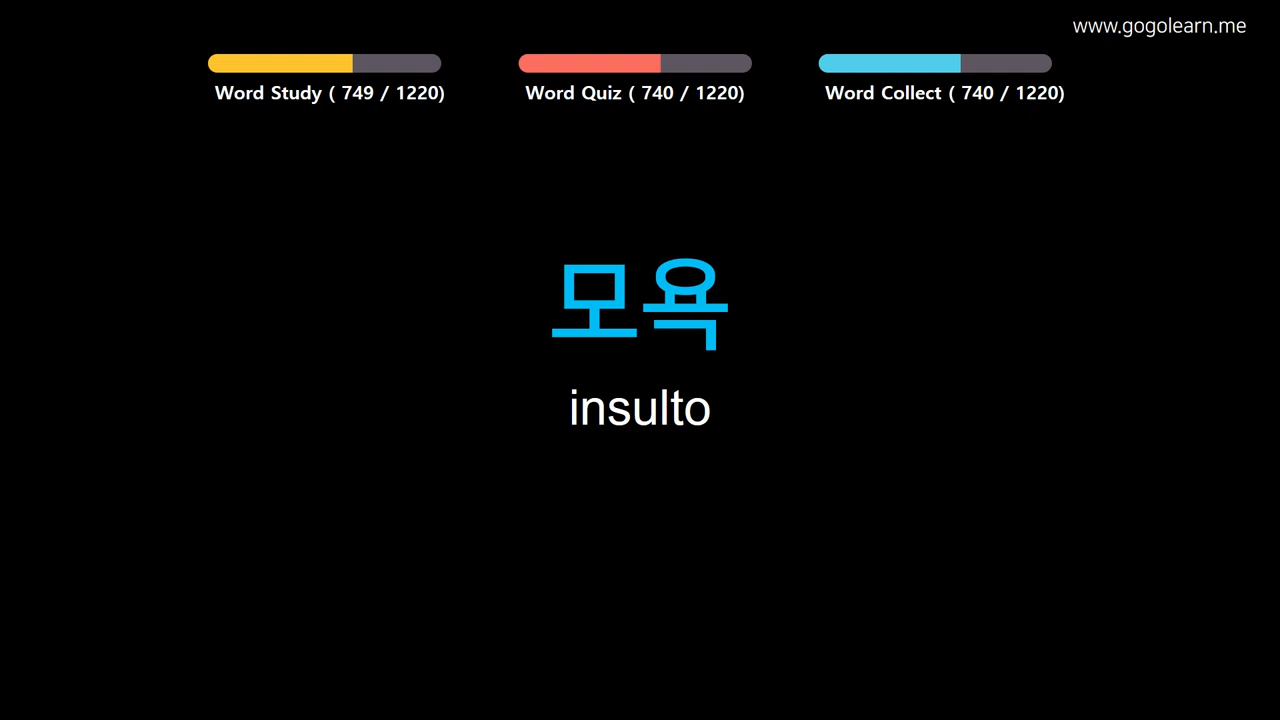 www.gogolearn.me
Word Study ( 749 / 1220)
Word Quiz ( 740 / 1220)
Word Collect ( 740 / 1220)
모욕
insulto